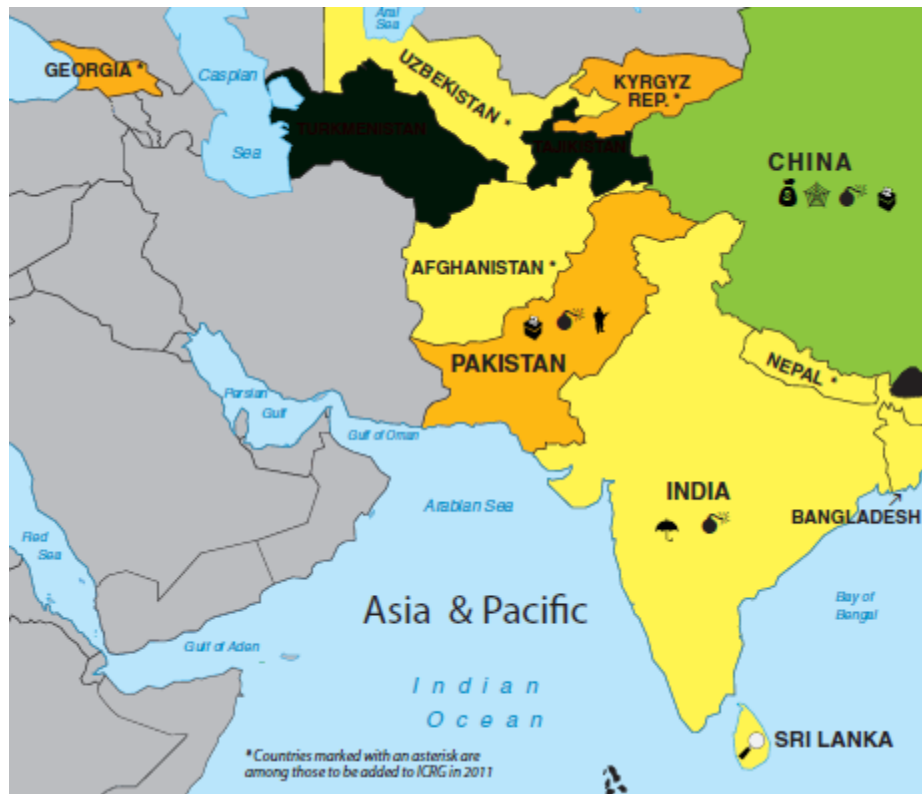 Aral
Sea
GEORGIA *
Caspian
Sea
UZBEKISTAN *
KYRGYZ
REP. *
TURKMENISTAN
TAJIKISTAN
CHINA
$
AFGHANISTAN *
PAKISTAN
NEPAL *
Persian
Gulf
Gulf of Oman
Arabian Sea
INDIA
BANGLADESH
Red
Sea
Asia & Pacific
Bay of
Bengal
Gulf of Aden
Indian
Ocean
SRI LANKA
* Countries marked with an asterisk are
among those to be added to ICRG in 2011